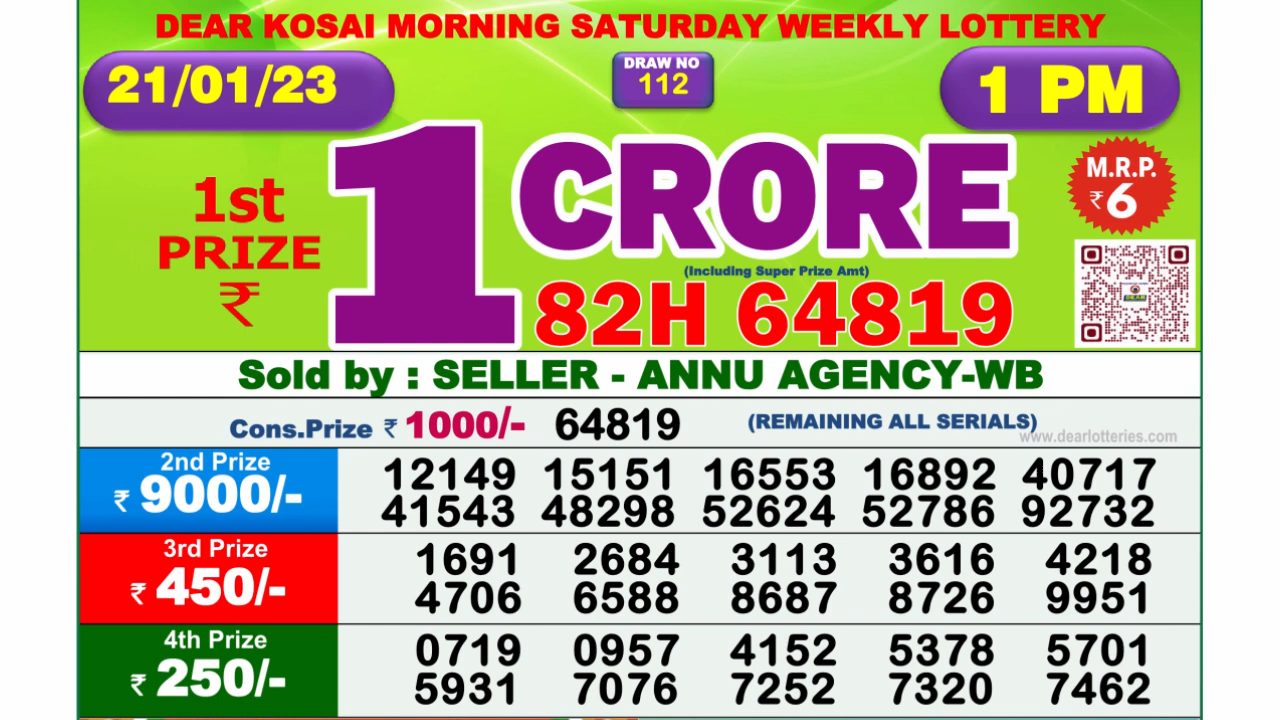 DEAR KOSAI MORNING SATURDAY WEEKLY LOTTERY
21/01/23
DRAW NO
112
1 PM
1st
PRIZE
₹
1 CRORE
(Including Super Prize Amt)
82H 64819
M.R.P.
₹6
DEAR
Sold by : SELLER - ANNU AGENCY-WB
Cons.Prize ₹ 1000/- 64819 (REMAINING ALL SERIALS)
www.dearlotteries.com
2nd Prize
₹ 9000/-
12149 15151 16553 16892 40717
41543 48298 52624 52786 92732
3rd Prize
₹ 450/-
1691 2684 3113 3616 4218
4706 6588 8687 8726 9951
4th Prize
₹ 250/-
0719 0957 4152 5378 5701
5931 7076 7252 7320 7462